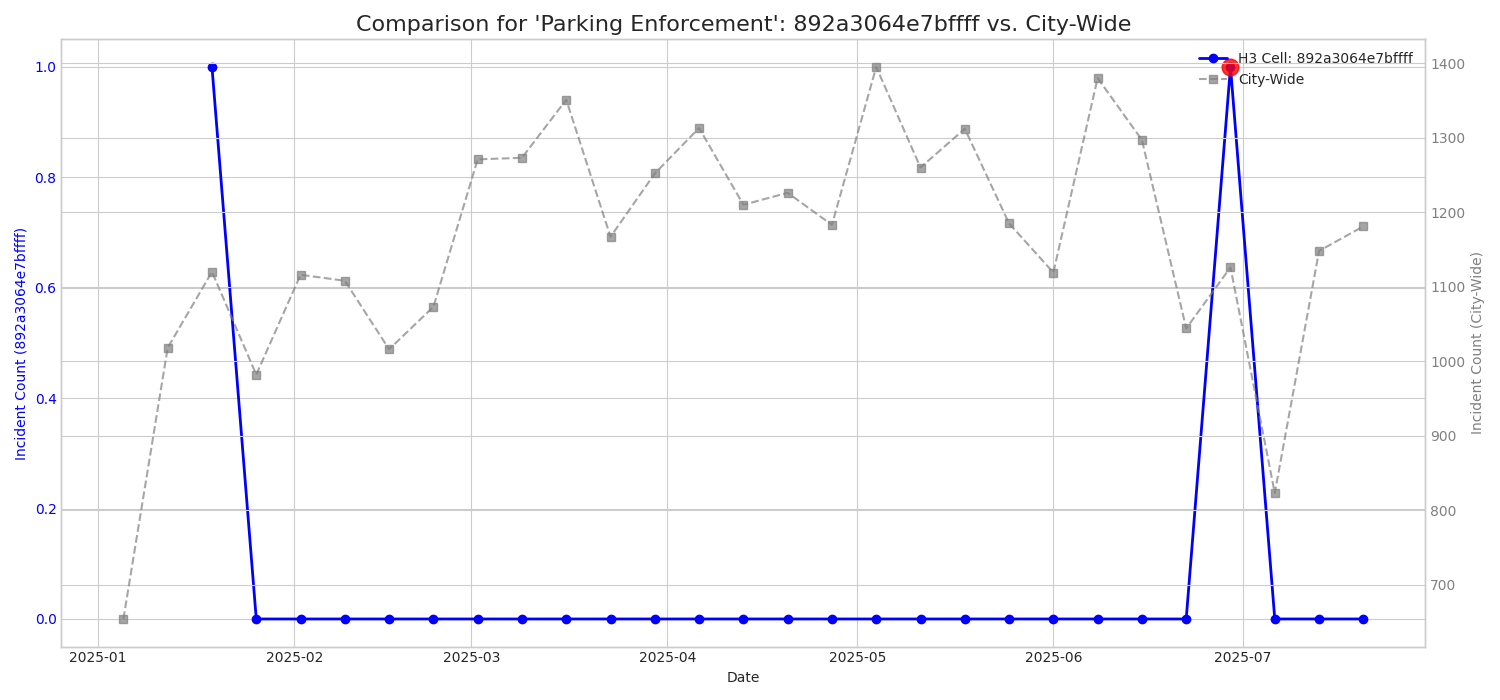 Comparison for 'Parking Enforcement': 892a3064e7bffff vs. City-Wide
H3 Cell: 892a3064e7bffff
City-Wide
Incident Count (892a3064e7bffff)
1.0
0.8
0.6
0.4
0.2
0.0
1400
1300
1200
1100
1000
900
800
700
Incident Count (City-Wide)
2025-01 2025-02 2025-03 2025-04 2025-05 2025-06 2025-07
Date